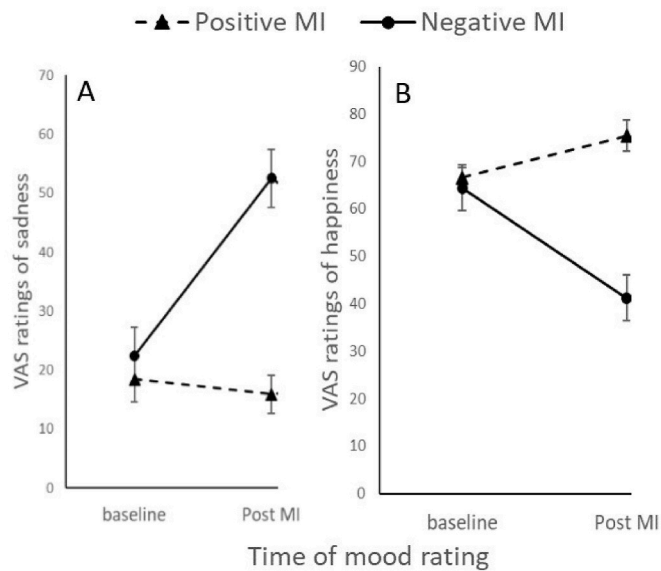 Positive MI Negative MI
A
70
60
50
40
30
20
10
0
VAS ratings of sadness
baseline Post MI
B
90
80
70
60
50
40
30
20
10
0
VAS ratings of happiness
baseline Post MI
Time of mood rating